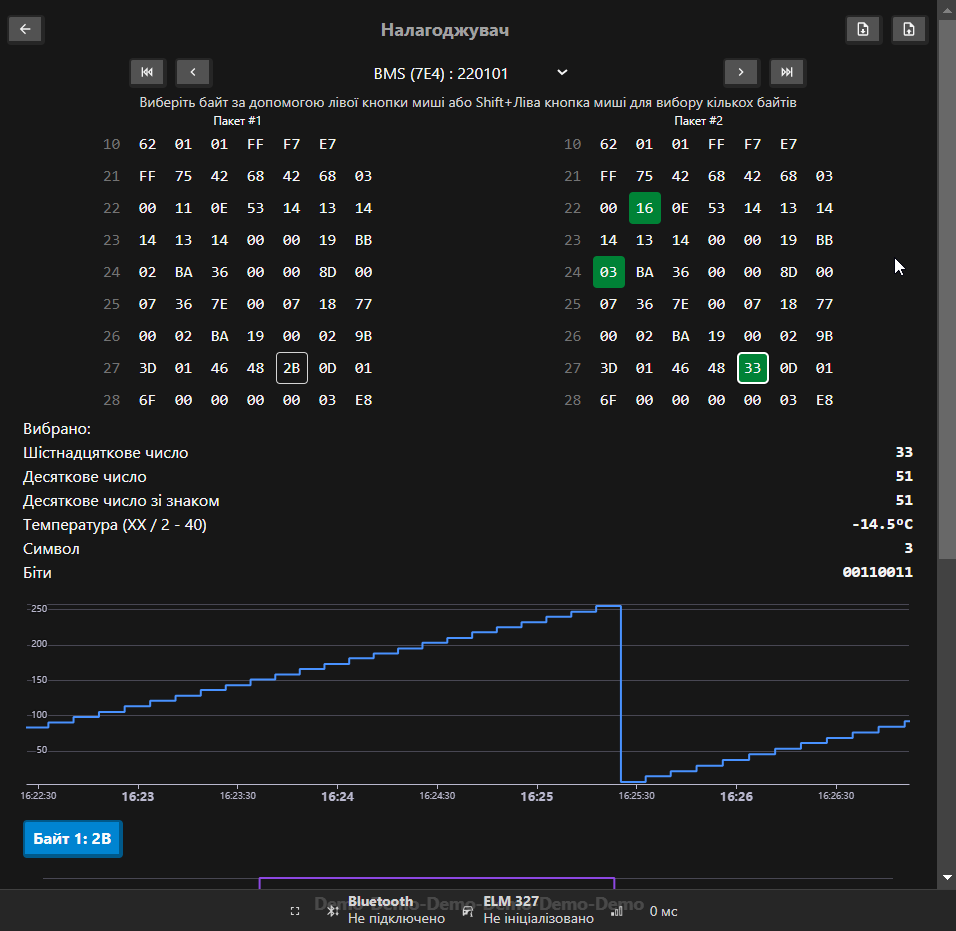 Налагоджувач
BMS (7E4) : 220101
Виберіть байт за допомогою лівої кнопки миші або Shift+Ліва кнопка миші для вибору кількох байтів
Пакет #1
10 62 01 01 FF F7 E7
21 FF 75 42 68 42 68 03
22 00 11 0E 53 14 13 14
23 14 13 14 00 00 19 BB
24 02 BA 36 00 00 8D 00
25 07 36 7E 00 07 18 77
26 00 02 BA 19 00 02 9B
27 3D 01 46 48 2B 0D 01
28 6F 00 00 00 00 03 E8
Пакет #2
10 62 01 01 FF F7 E7
21 FF 75 42 68 42 68 03
22 00 16 0E 53 14 13 14
23 14 13 14 00 00 19 BB
24 03 BA 36 00 00 8D 00
25 07 36 7E 00 07 18 77
26 00 02 BA 19 00 02 9B
27 3D 01 46 48 33 0D 01
28 6F 00 00 00 00 03 E8
Вибрано:
Шістнадцяткове число 33
Десяткове число 51
Десяткове число зі знаком 51
Температура (XX / 2 - 40) -14.5ºC
Символ 3
Біти 00110011
250
200
150
100
50
16:22:30 16:23 16:23:30 16:24 16:24:30 16:25 16:25:30 16:26 16:26:30
Байт 1: 2B
Demo-Demo-Demo-Demo-Demo-Demo
Bluetooth
Не підключено
ELM 327
Не ініціалізовано
0 мс